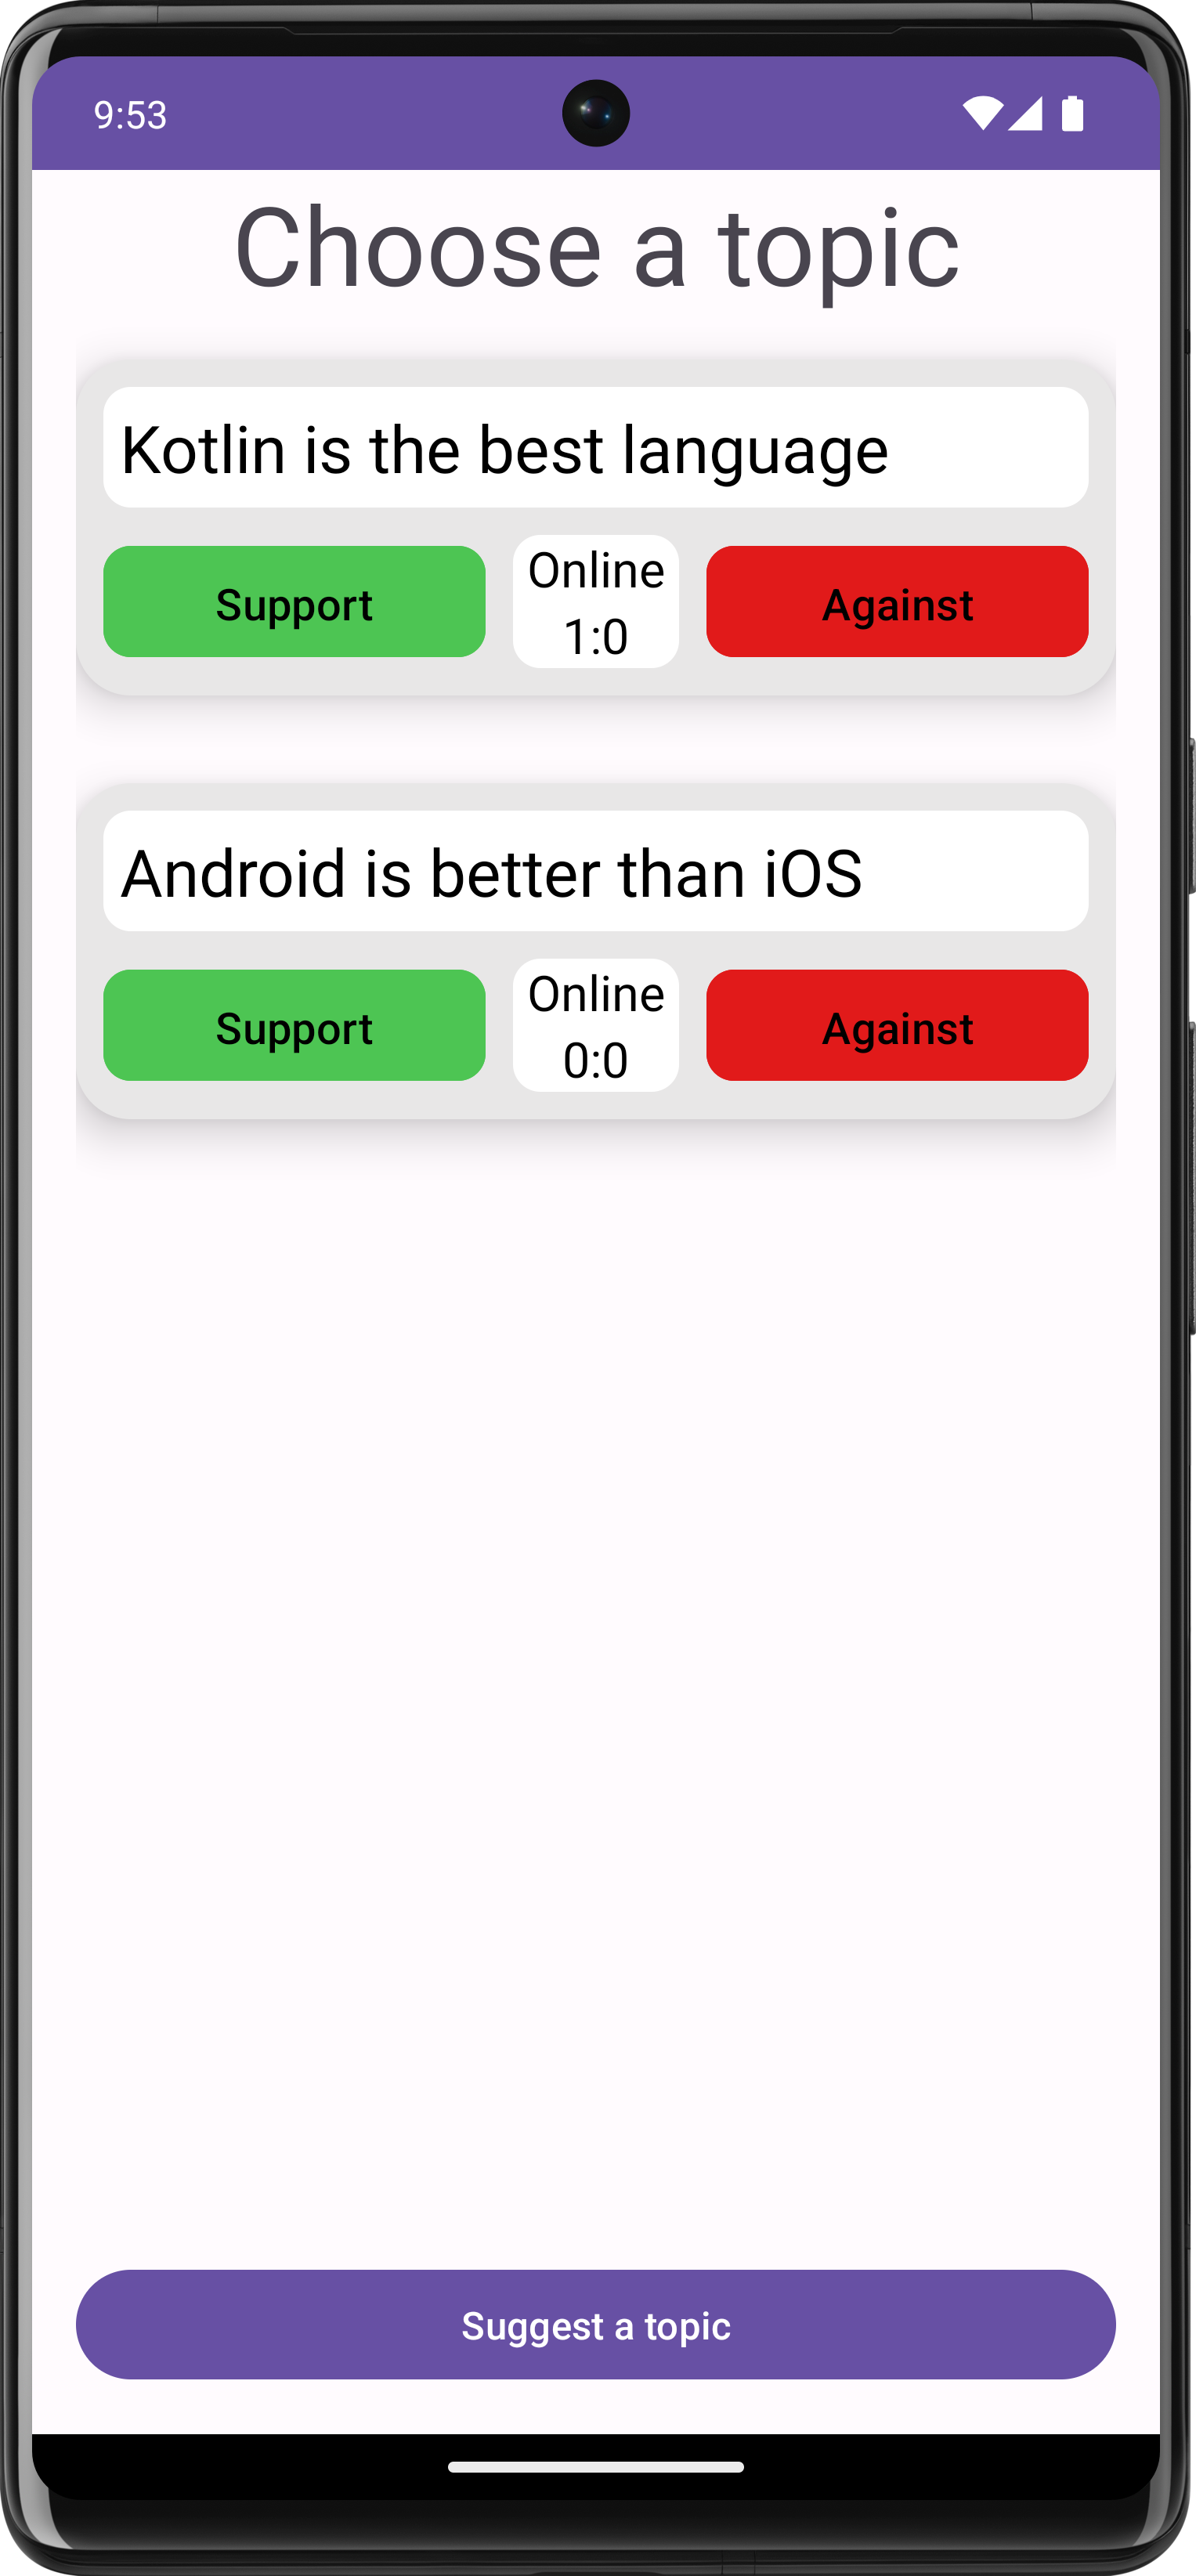 9:53
Choose a topic
Kotlin is the best language
Support
Online
1:0
Against
Android is better than iOS
Support
Online
0:0
Against
Suggest a topic